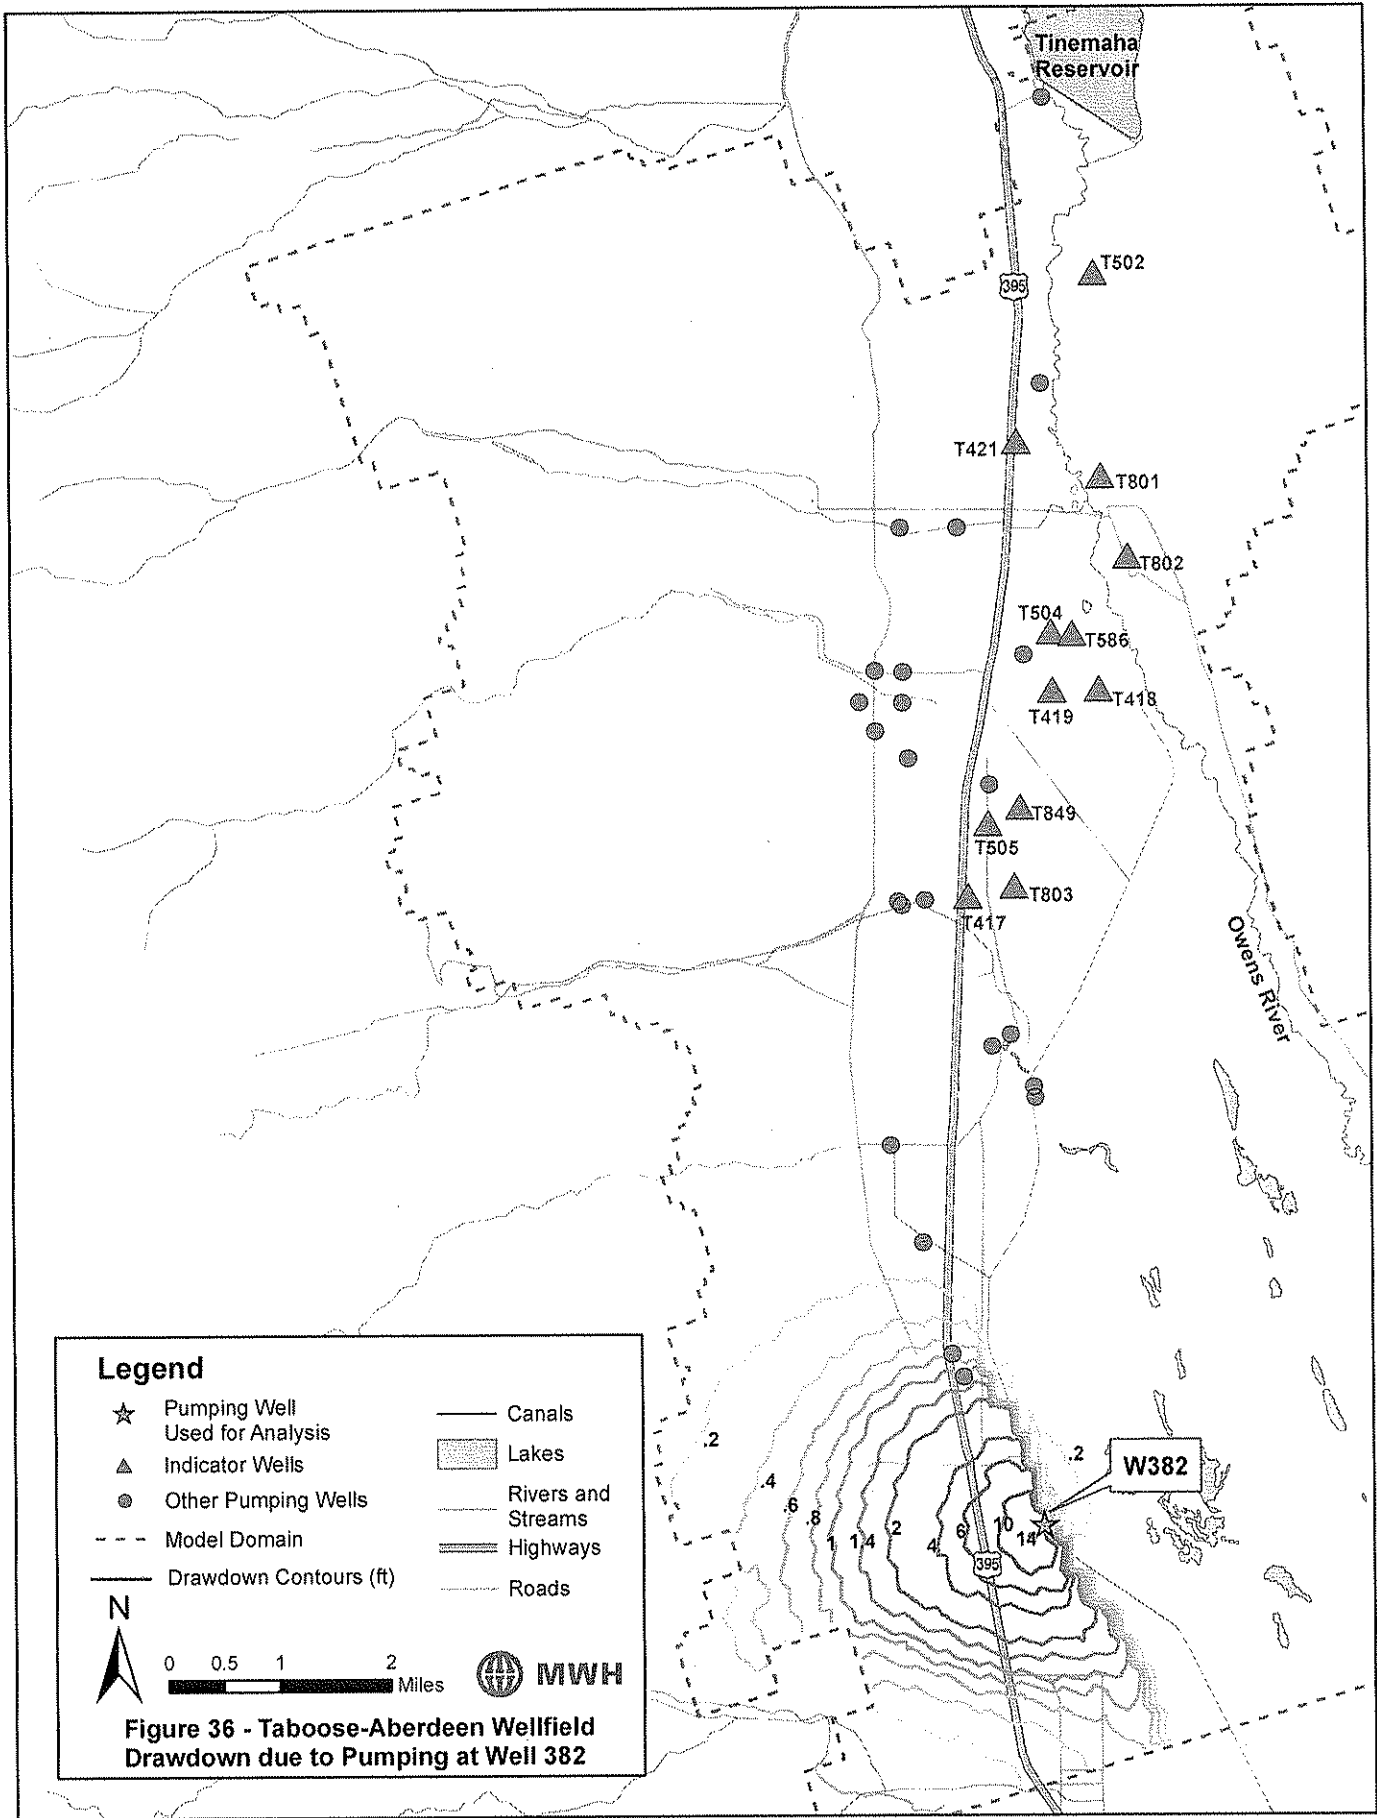 Tinemaha
Reservoir
T502
395
T421
T801
T802
T504
T586
T419
T418
T849
T505
T803
T417
Owens River
.2
.4
.6
.8
1
1.4
2
4
6
10
14
.2
W382
395
Legend
Pumping Well
Used for Analysis
Indicator Wells
Other Pumping Wells
Model Domain
Drawdown Contours (ft)
Canals
Lakes
Rivers and
Streams
Highways
Roads
N
0 0.5 1 2
Miles
MWH
Figure 36 - Taboose-Aberdeen Wellfield
Drawdown due to Pumping at Well 382